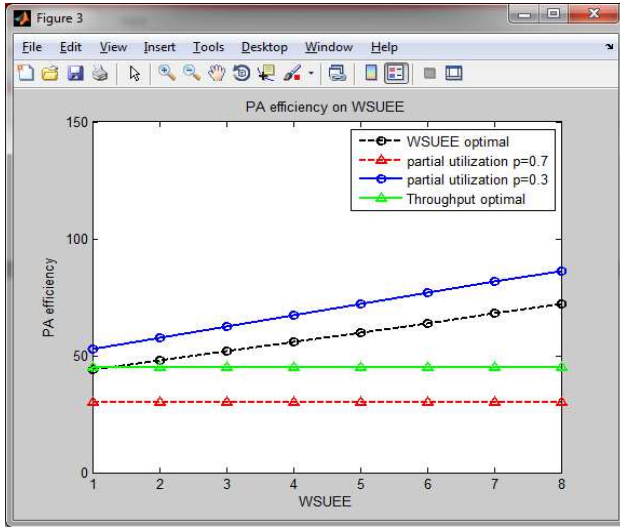 Figure 3
File Edit View Insert Tools Desktop Window Help
PA efficiency on WSUEE
150
100
50
0
PA efficiency
WSUEE optimal
partial utilization p=0.7
partial utilization p=0.3
Throughput optimal
1 2 3 4 5 6 7 8
WSUEE